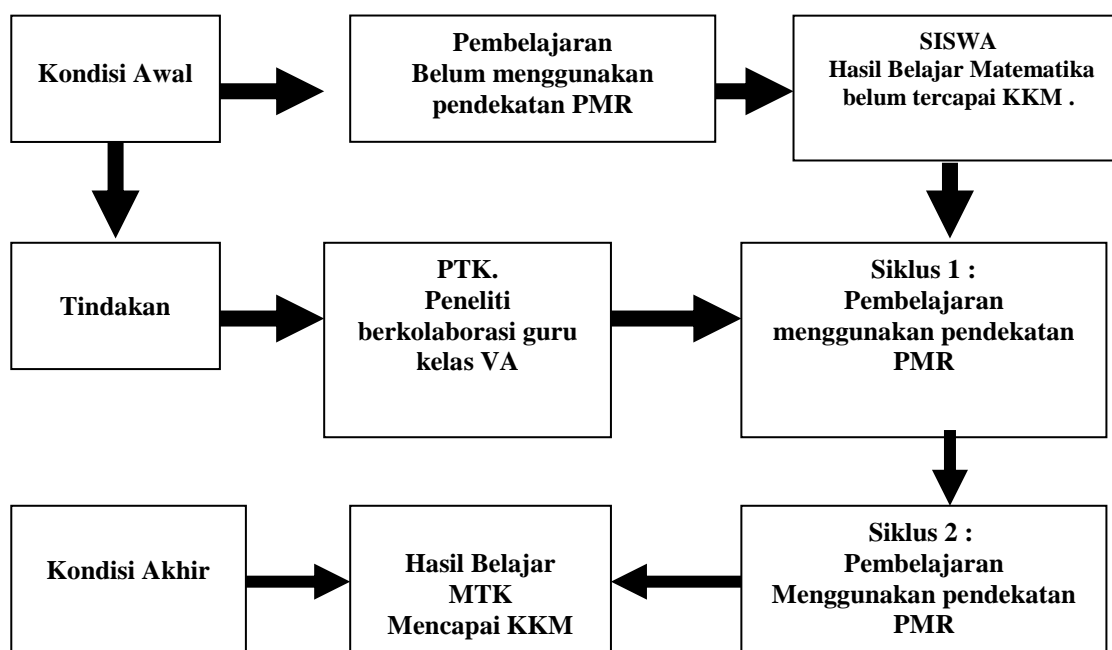 Kondisi Awal
Pembelajaran
Belum menggunakan
pendekatan PMR
SISWA
Hasil Belajar Matematika
belum tercapai KKM .
Tindakan
PTK.
Peneliti
berkolaborasi guru
kelas VA
Siklus 1 :
Pembelajaran
menggunakan pendekatan
PMR
Kondisi Akhir
Hasil Belajar
MTK
Mencapai KKM
Siklus 2 :
Pembelajaran
Menggunakan pendekatan
PMR